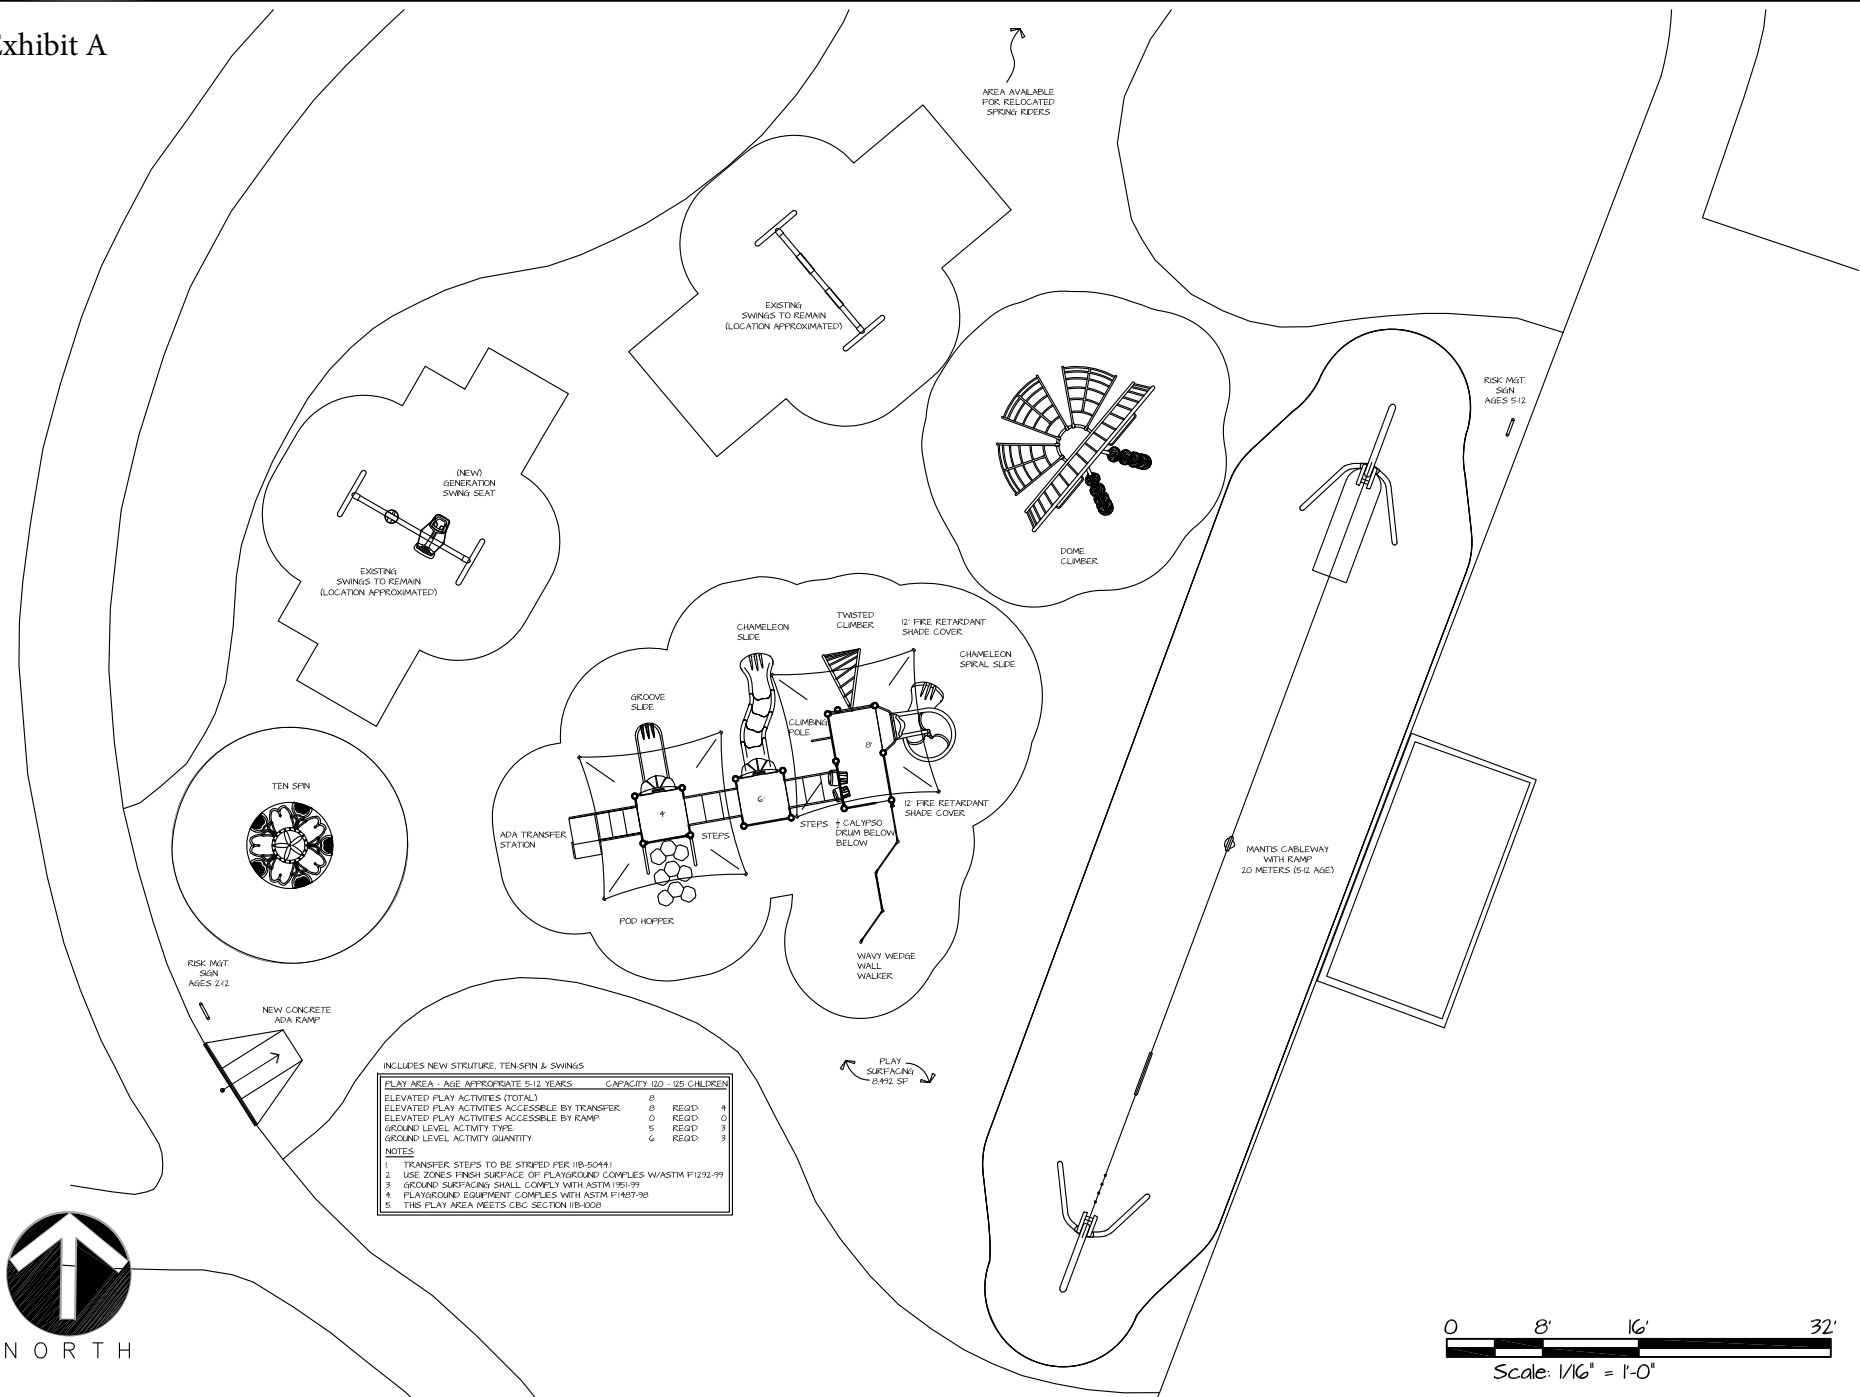 Exhibit A
AREA AVAILABLE
FOR RELOCATED
SPRING RIDERS
EXISTING
SWINGS TO REMAIN
(LOCATION APPROXIMATED)
RISK MGT.
SIGN
AGES 5-12
(NEW)
GENERATION
SWING SEAT
DOME
CLIMBER
EXISTING
SWINGS TO REMAIN
(LOCATION APPROXIMATED)
TWISTED
CLIMBER
12' FIRE RETARDANT
SHADE COVER
CHAMELEON
SLIDE
CHAMELEON
SPIRAL SLIDE
GROOVE
SLIDE
CLIMBING
POLE
8'
TEN SPIN
6'
4'
12' FIRE RETARDANT
SHADE COVER
STEPS
½ CALYPSO
DRUM BELOW
BELOW
ADA TRANSFER
STATION
STEPS
MANTIS CABLEWAY
WITH RAMP
20 METERS (5-12 AGE)
POD HOPPER
WAVY WEDGE
WALL
WALKER
RISK MGT.
SIGN
AGES 2-12
NEW CONCRETE
ADA RAMP
PLAY
SURFACING
8,492 SF
INCLUDES NEW STRUTURE, TEN-SPIN & SWINGS
PLAY AREA - AGE APPROPRIATE 5-12 YEARS: CAPACITY: 120 - 125 CHILDREN
ELEVATED PLAY ACTIVITIES (TOTAL) 8
ELEVATED PLAY ACTIVITIES ACCESSIBLE BY TRANSFER: 8 REQ'D: 4
ELEVATED PLAY ACTIVITIES ACCESSIBLE BY RAMP: 0 REQ'D: 0
GROUND LEVEL ACTIVITY TYPE: 5 REQ'D: 3
GROUND LEVEL ACTIVITY QUANTITY: 6 REQ'D: 3
NOTES:
1. TRANSFER STEPS TO BE STRIPED PER 11B-504.4.1
2. USE ZONES FINISH SURFACE OF PLAYGROUND COMPLIES W/ASTM F1292-99
3. GROUND SURFACING SHALL COMPLY WITH ASTM 1951-99
4. PLAYGROUND EQUIPMENT COMPLIES WITH ASTM F1487-98
5. THIS PLAY AREA MEETS CBC SECTION 11B-1008
NORTH
0 8' 16' 32'
Scale: 1/16" = 1'-0"